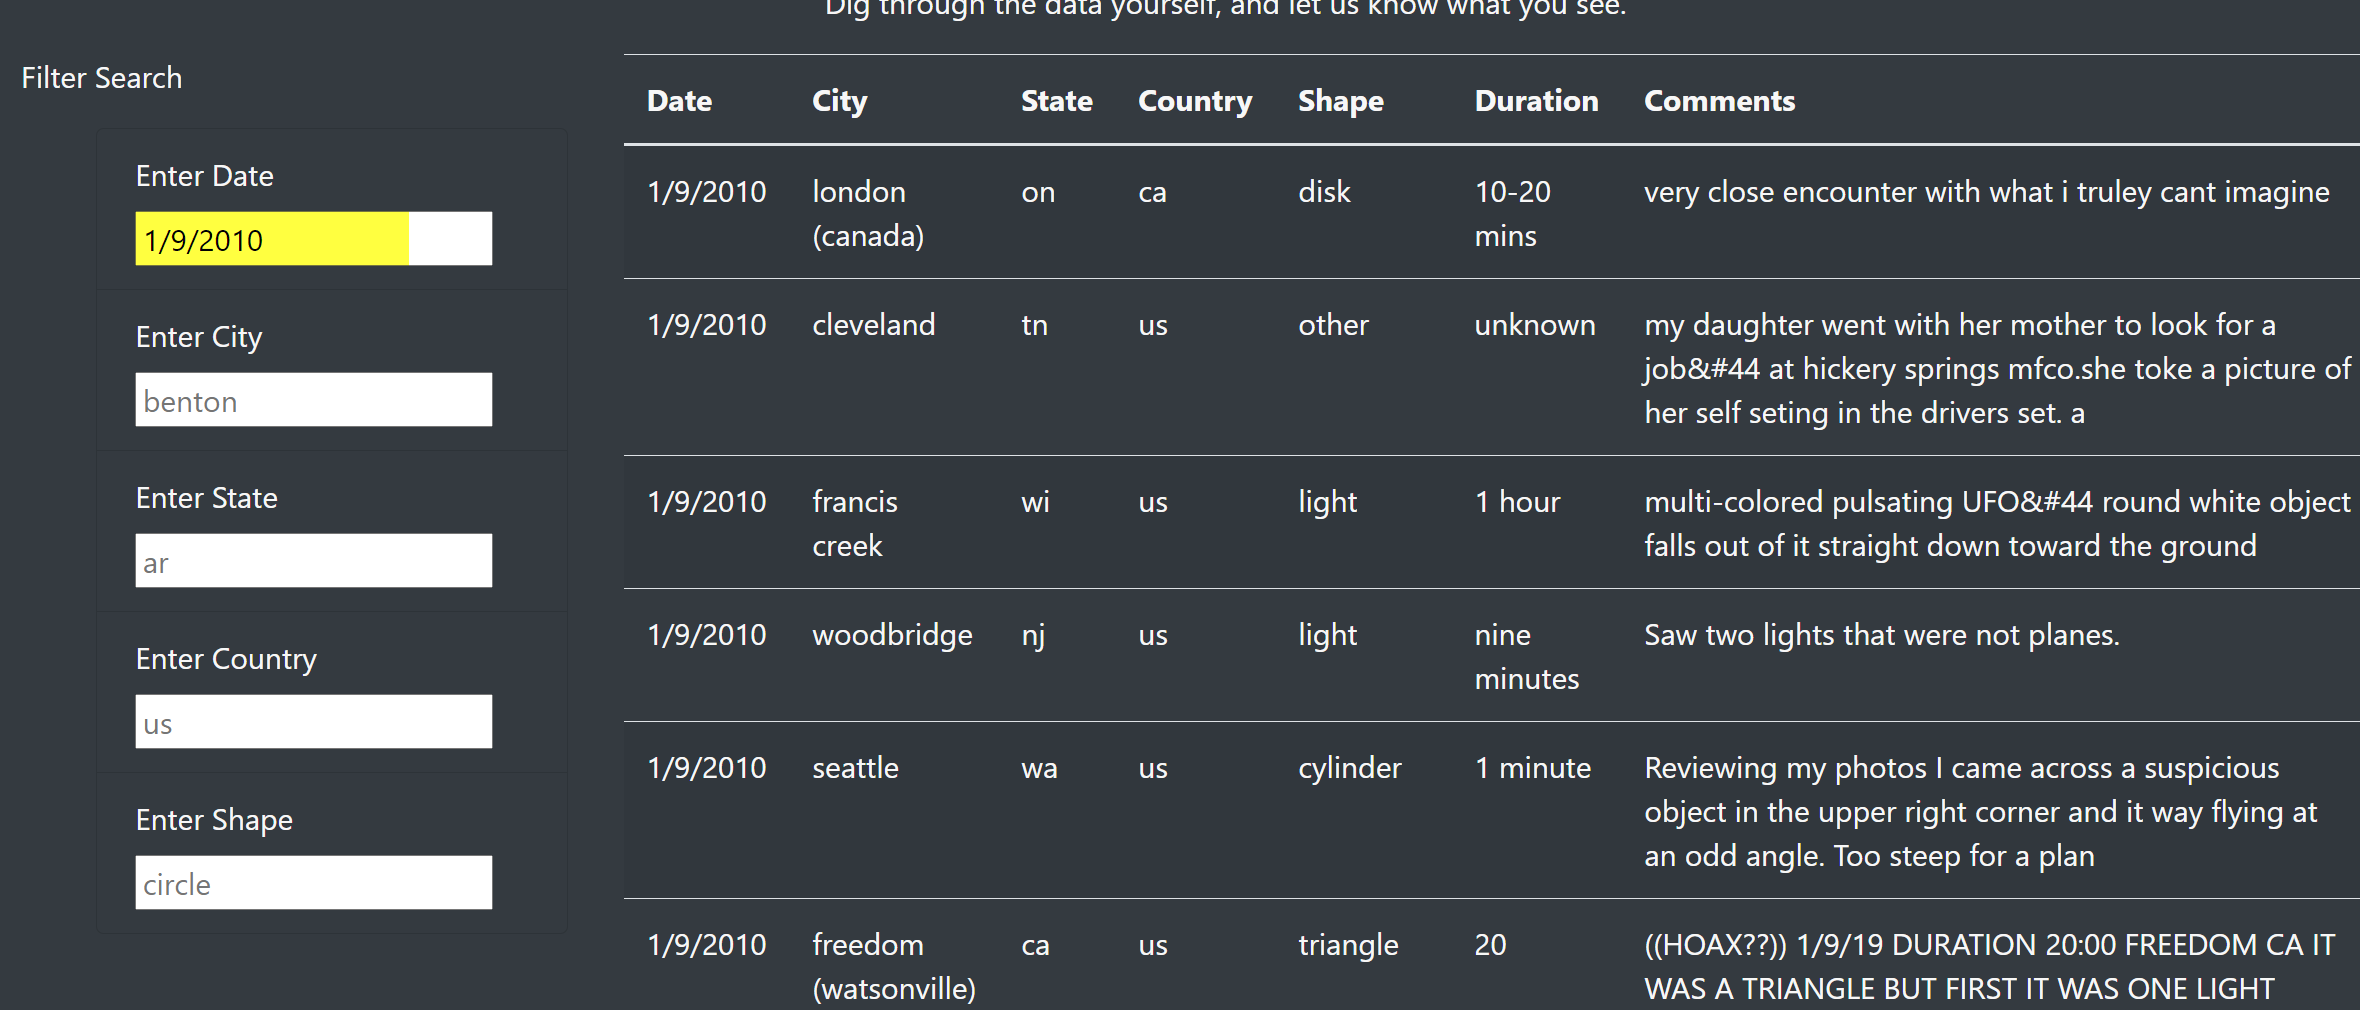 Dig through the data yourself, and let us know what you see.
Filter Search
Enter Date
1/9/2010
Enter City
benton
Enter State
ar
Enter Country
us
Enter Shape
circle
Date City State Country Shape Duration Comments
1/9/2010 london on ca disk 10-20 very close encounter with what i truley cant imagine
(canada) mins
1/9/2010 cleveland tn us other unknown my daughter went with her mother to look for a
job&#44 at hickery springs mfco.she toke a picture of
her self seting in the drivers set. a
1/9/2010 francis wi us light 1 hour multi-colored pulsating UFO&#44 round white object
creek falls out of it straight down toward the ground
1/9/2010 woodbridge nj us light nine Saw two lights that were not planes.
minutes
1/9/2010 seattle wa us cylinder 1 minute Reviewing my photos I came across a suspicious
object in the upper right corner and it way flying at
an odd angle. Too steep for a plan
1/9/2010 freedom ca us triangle 20 ((HOAX??)) 1/9/19 DURATION 20:00 FREEDOM CA IT
(watsonville) WAS A TRIANGLE BUT FIRST IT WAS ONE LIGHT